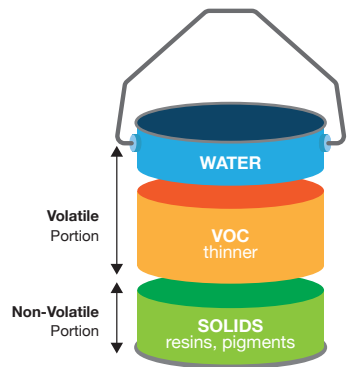 WATER
VOC
thinner
Volatile
Portion
Non-Volatile
Portion
SOLIDS
resins, pigments